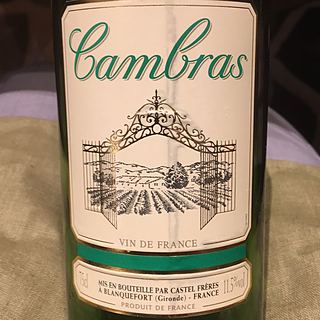 Cambras
VIN DE FRANCE
75cl
MIS EN BOUTEILLE PAR CASTEL FRÈRES
A BLANQUEFORT (Gironde) - FRANCE
11,5%vol
PRODUIT DE FRANCE